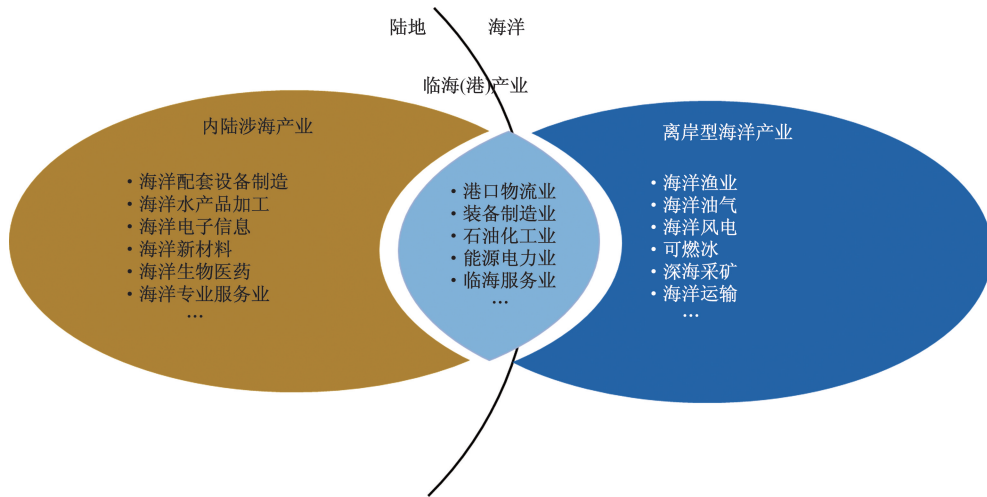 陆地
海洋
临海(港)产业
内陆涉海产业
· 海洋配套设备制造
· 海洋水产品加工
· 海洋电子信息
· 海洋新材料
· 海洋生物医药
· 海洋专业服务业
…
· 港口物流业
· 装备制造业
· 石油化工业
· 能源电力业
· 临海服务业
…
离岸型海洋产业
· 海洋渔业
· 海洋油气
· 海洋风电
· 可燃冰
· 深海采矿
· 海洋运输
…